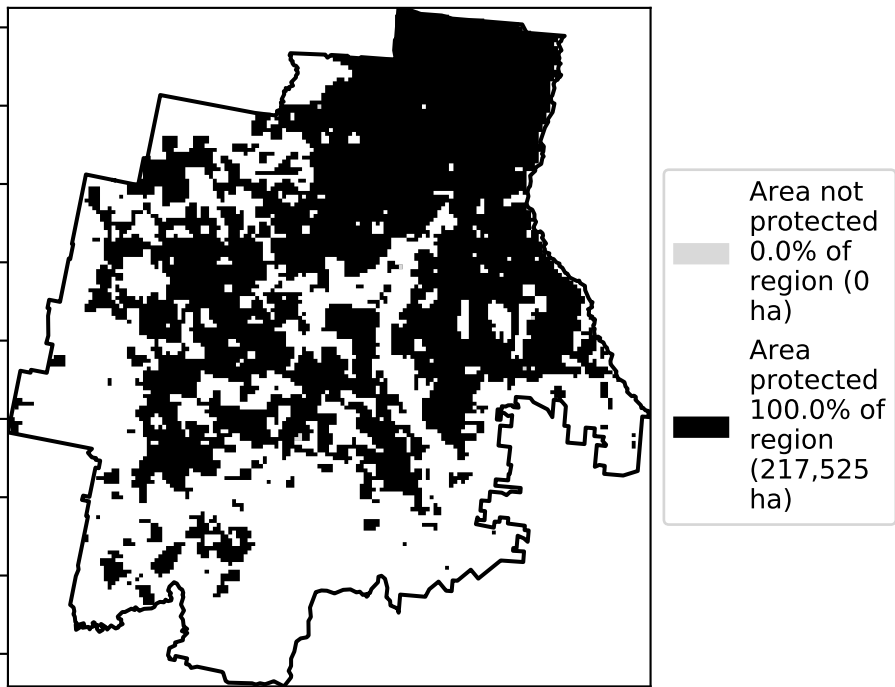 Area not
protected
0.0% of
region (0
ha)
Area
protected
100.0% of
region
(217,525
ha)